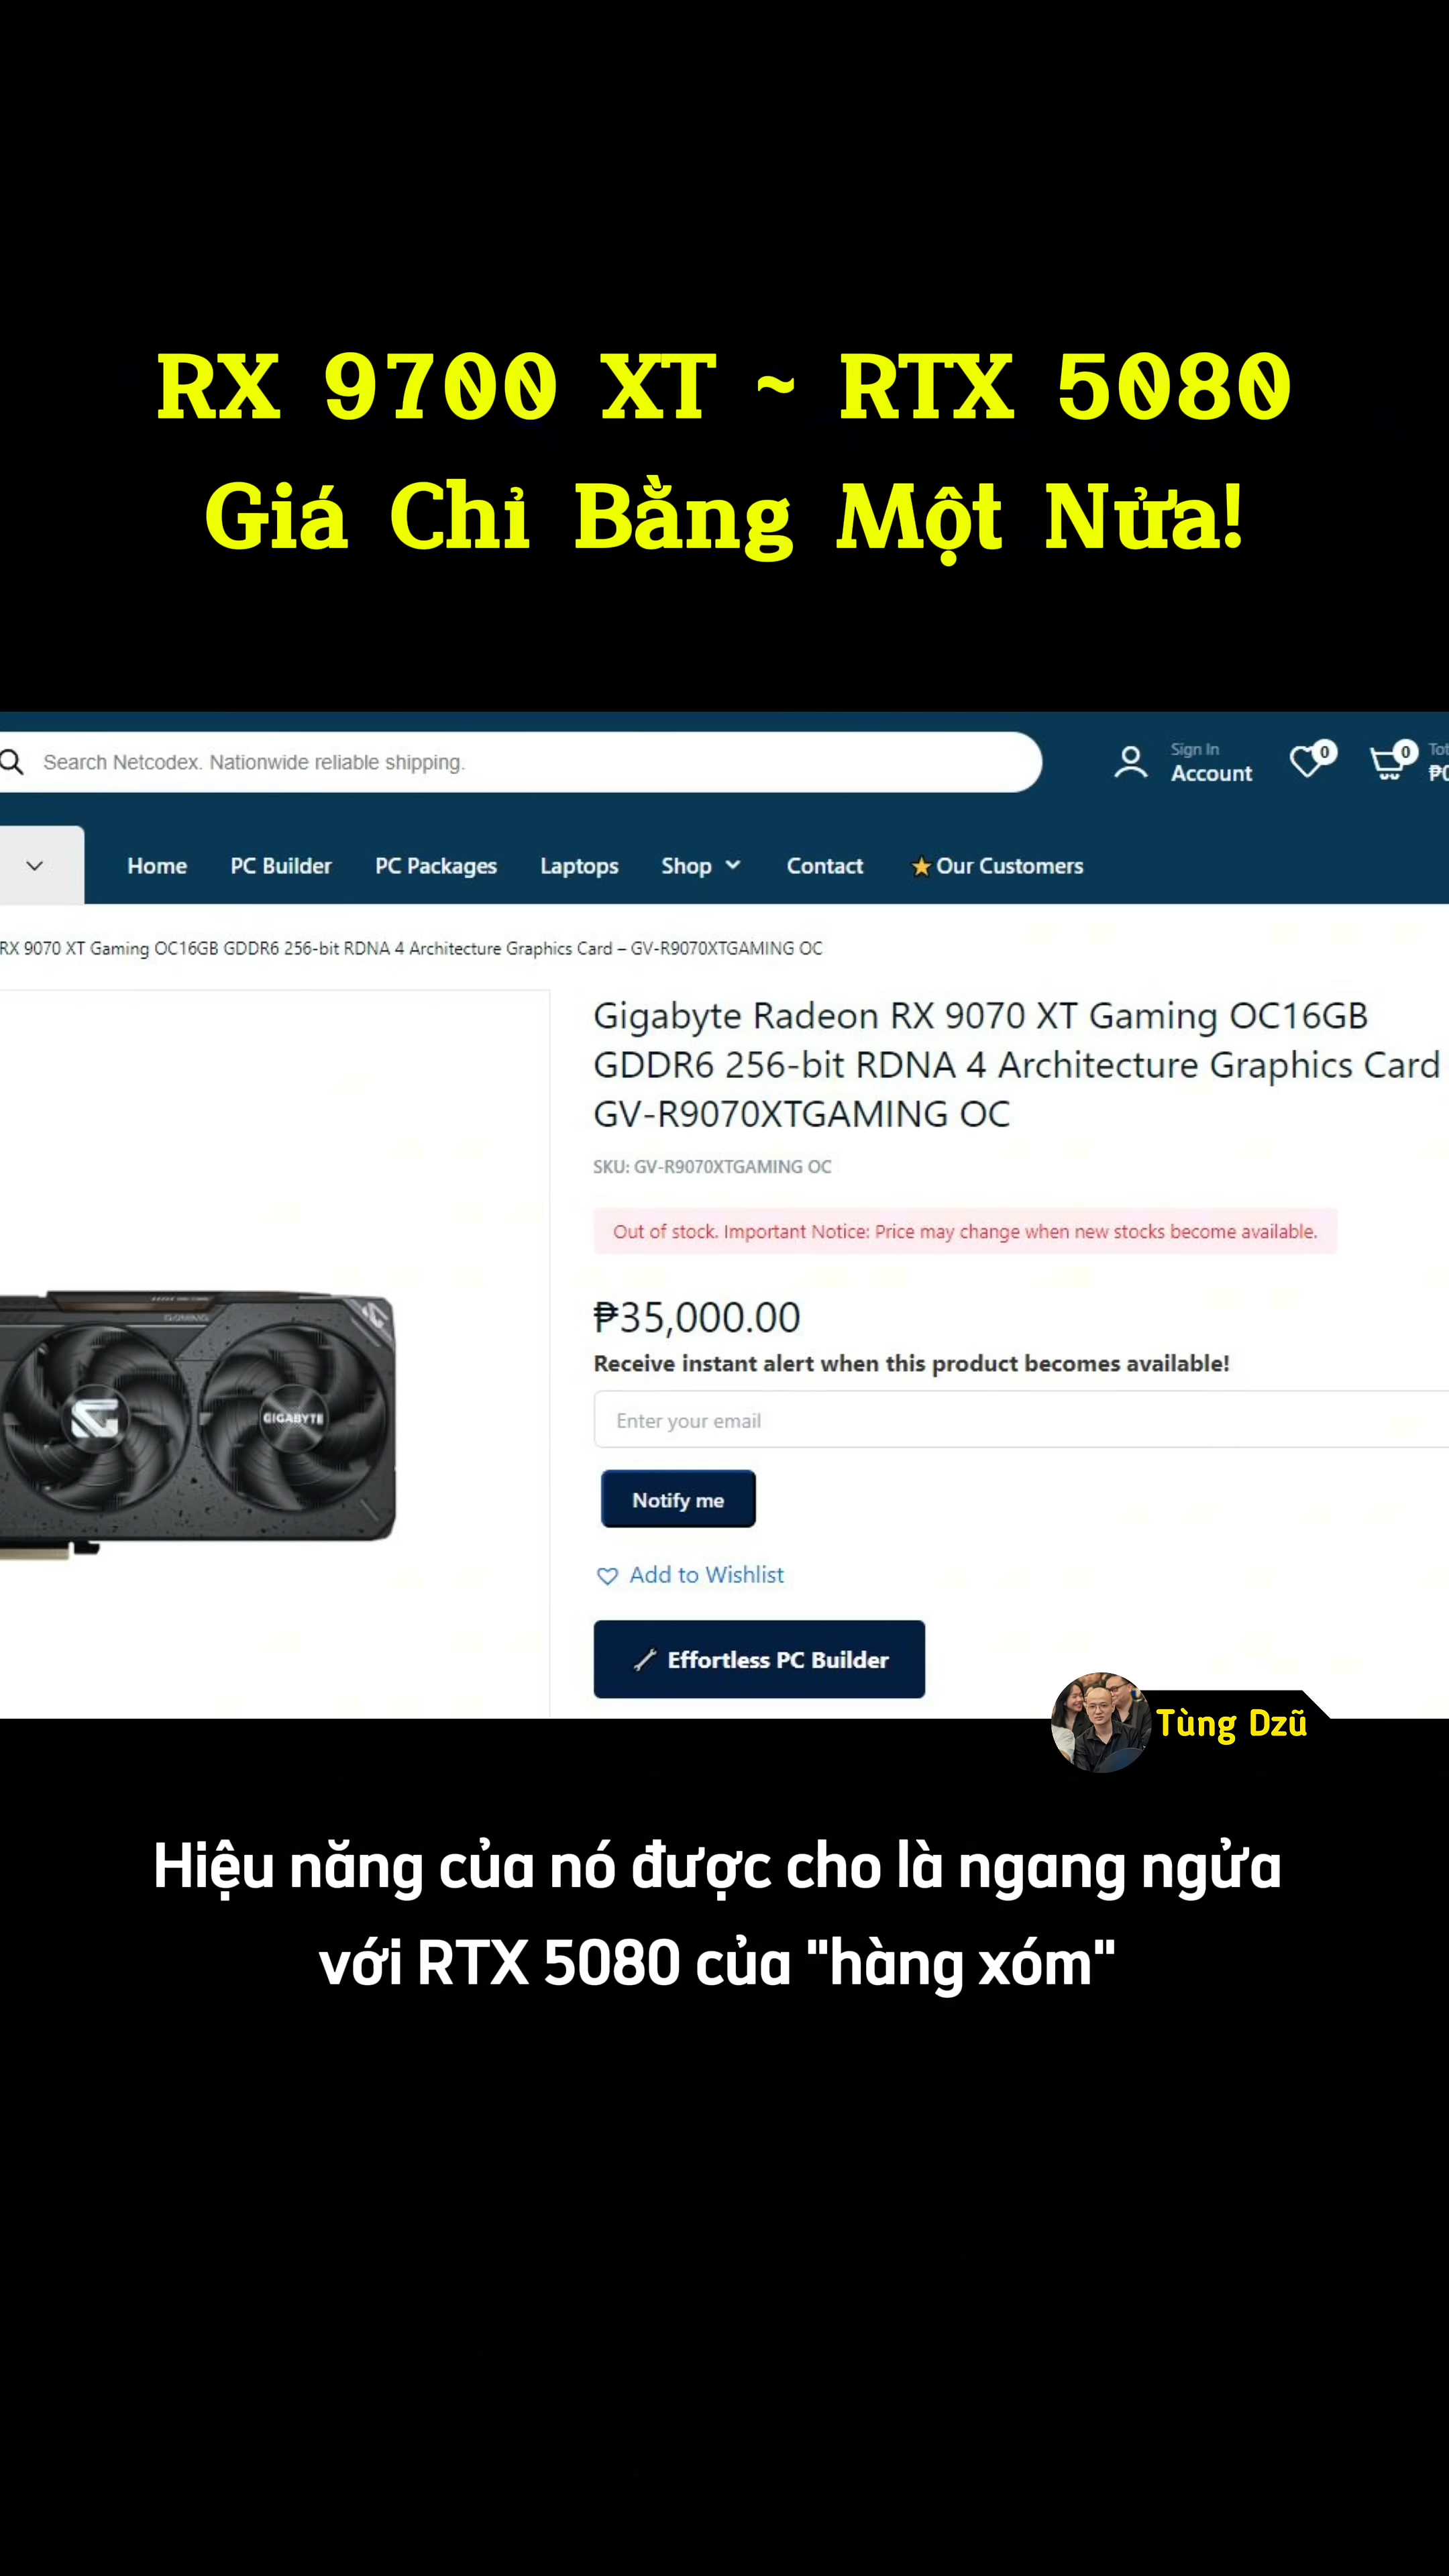 RX 9700 XT ~ RTX 5080
Giá Chỉ Bằng Một Nửa!
Search Netcodex. Nationwide reliable shipping.
Sign In
Account
0
0
Tot
₱0
Home PC Builder PC Packages Laptops Shop Contact Our Customers
RX 9070 XT Gaming OC16GB GDDR6 256-bit RDNA 4 Architecture Graphics Card – GV-R9070XTGAMING OC
Gigabyte Radeon RX 9070 XT Gaming OC16GB
GDDR6 256-bit RDNA 4 Architecture Graphics Card
GV-R9070XTGAMING OC
SKU: GV-R9070XTGAMING OC
Out of stock. Important Notice: Price may change when new stocks become available.
₱35,000.00
Receive instant alert when this product becomes available!
Enter your email
Notify me
Add to Wishlist
Effortless PC Builder
GAMING
GIGABYTE
Tùng Dzũ
Hiệu năng của nó được cho là ngang ngửa
với RTX 5080 của "hàng xóm"